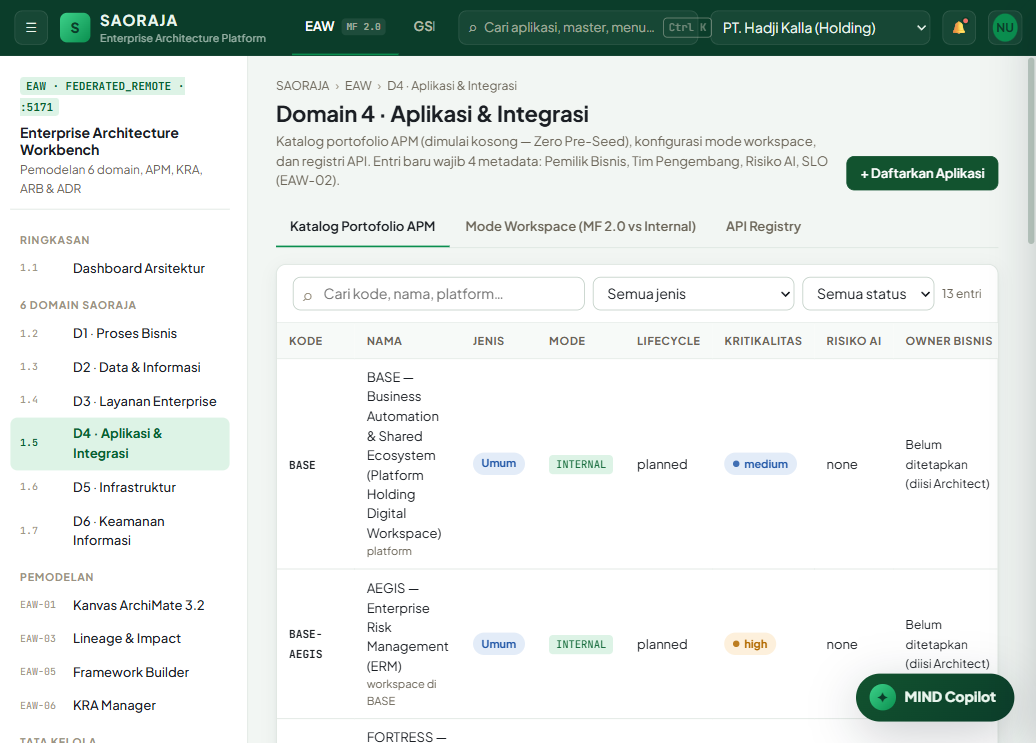 SAORAJA
Enterprise Architecture Platform
EAW MF 2.0
GSI
Cari aplikasi, master, menu... Ctrl K
PT. Hadji Kalla (Holding)
NU
EAW · FEDERATED_REMOTE ·
:5171
Enterprise Architecture
Workbench
Pemodelan 6 domain, APM, KRA,
ARB & ADR
RINGKASAN
1.1 Dashboard Arsitektur
6 DOMAIN SAORAJA
1.2 D1 · Proses Bisnis
1.3 D2 · Data & Informasi
1.4 D3 · Layanan Enterprise
1.5 D4 · Aplikasi &
Integrasi
1.6 D5 · Infrastruktur
1.7 D6 · Keamanan
Informasi
PEMODELAN
EAW-01 Kanvas ArchiMate 3.2
EAW-03 Lineage & Impact
EAW-05 Framework Builder
EAW-06 KRA Manager
TATA KELOLA
SAORAJA › EAW › D4 · Aplikasi & Integrasi
Domain 4 · Aplikasi & Integrasi
Katalog portofolio APM (dimulai kosong — Zero Pre-Seed), konfigurasi mode workspace,
dan registri API. Entri baru wajib 4 metadata: Pemilik Bisnis, Tim Pengembang, Risiko AI, SLO
(EAW-02).
+ Daftarkan Aplikasi
Katalog Portofolio APM
Mode Workspace (MF 2.0 vs Internal)
API Registry
Cari kode, nama, platform...
Semua jenis
Semua status
13 entri
KODE NAMA JENIS MODE LIFECYCLE KRITIKALITAS RISIKO AI OWNER BISNIS
BASE
BASE —
Business
Automation
& Shared
Ecosystem
(Platform
Holding
Digital
Workspace)
platform
Umum
INTERNAL
planned
medium
none
Belum
ditetapkan
(diisi Architect)
BASE-
AEGIS
AEGIS —
Enterprise
Risk
Management
(ERM)
workspace di
BASE
Umum
INTERNAL
planned
high
none
Belum
ditetapkan
(diisi Architect)
FORTRESS —
MIND Copilot